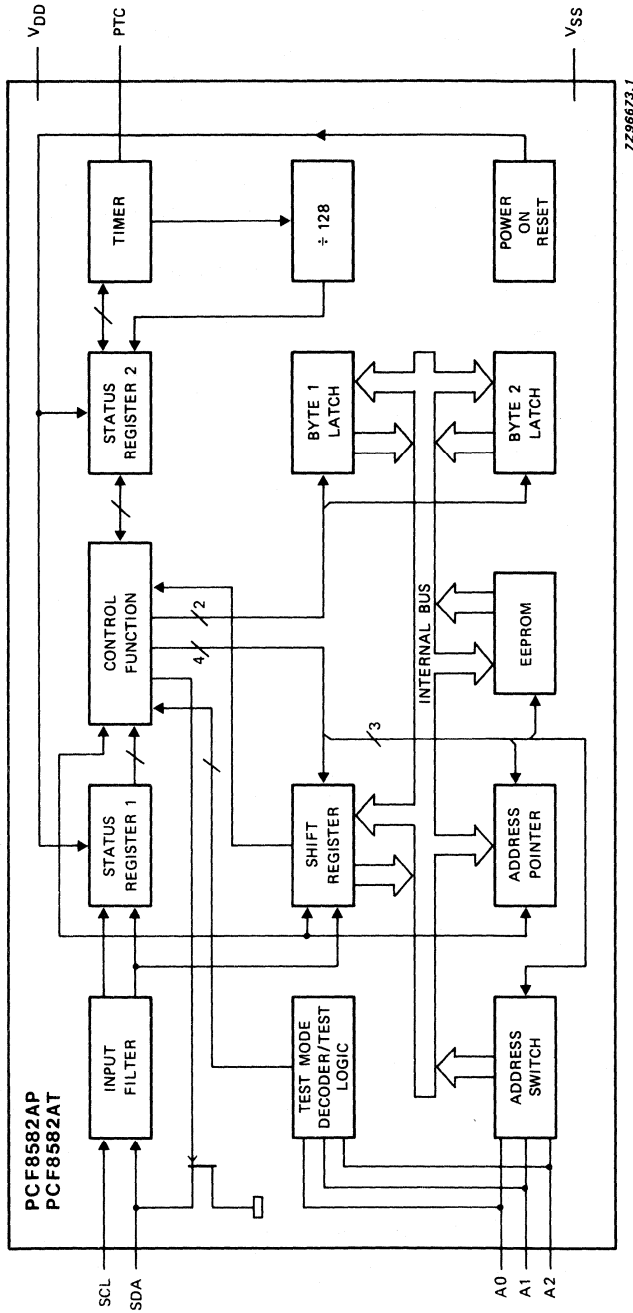 PCF8582AP
PCF8582AT
SCL
SDA
INPUT
FILTER
STATUS
REGISTER 1
CONTROL
FUNCTION
STATUS
REGISTER 2
TIMER
VDD
PTC
4
2
TEST MODE
DECODER/TEST
LOGIC
SHIFT
REGISTER
BYTE 1
LATCH
÷ 128
3
INTERNAL BUS
A0
A1
A2
ADDRESS
SWITCH
ADDRESS
POINTER
EEPROM
BYTE 2
LATCH
POWER
ON
RESET
VSS
7Z96673.1